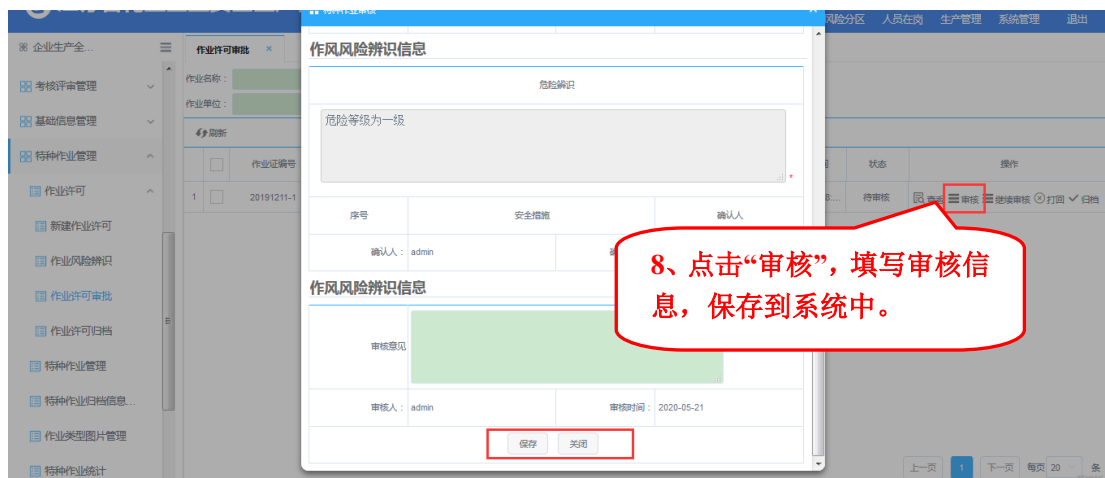 特种作业审核
风险分区 人员在岗 生产管理 系统管理 退出
企业生产全...
作业许可审批 ×
考核评审管理
基础信息管理
特种作业管理
作业许可
新建作业许可
作业风险辨识
作业许可审批
作业许可归档
特种作业管理
特种作业归档信息...
作业类型图片管理
特种作业统计
作业名称：
作业单位：
刷新
作业证编号
状态 操作
1 20191211-1
待审核 查看 审核 继续审核 打回 归档
作风风险辨识信息
危险辨识
危险等级为一级
*
序号 安全措施 确认人
确认人： admin
作风风险辨识信息
审核意见
审核人： admin 审核时间： 2020-05-21
保存 关闭
8、点击“审核”，填写审核信
息，保存到系统中。
上一页 1 下一页 每页 20 条